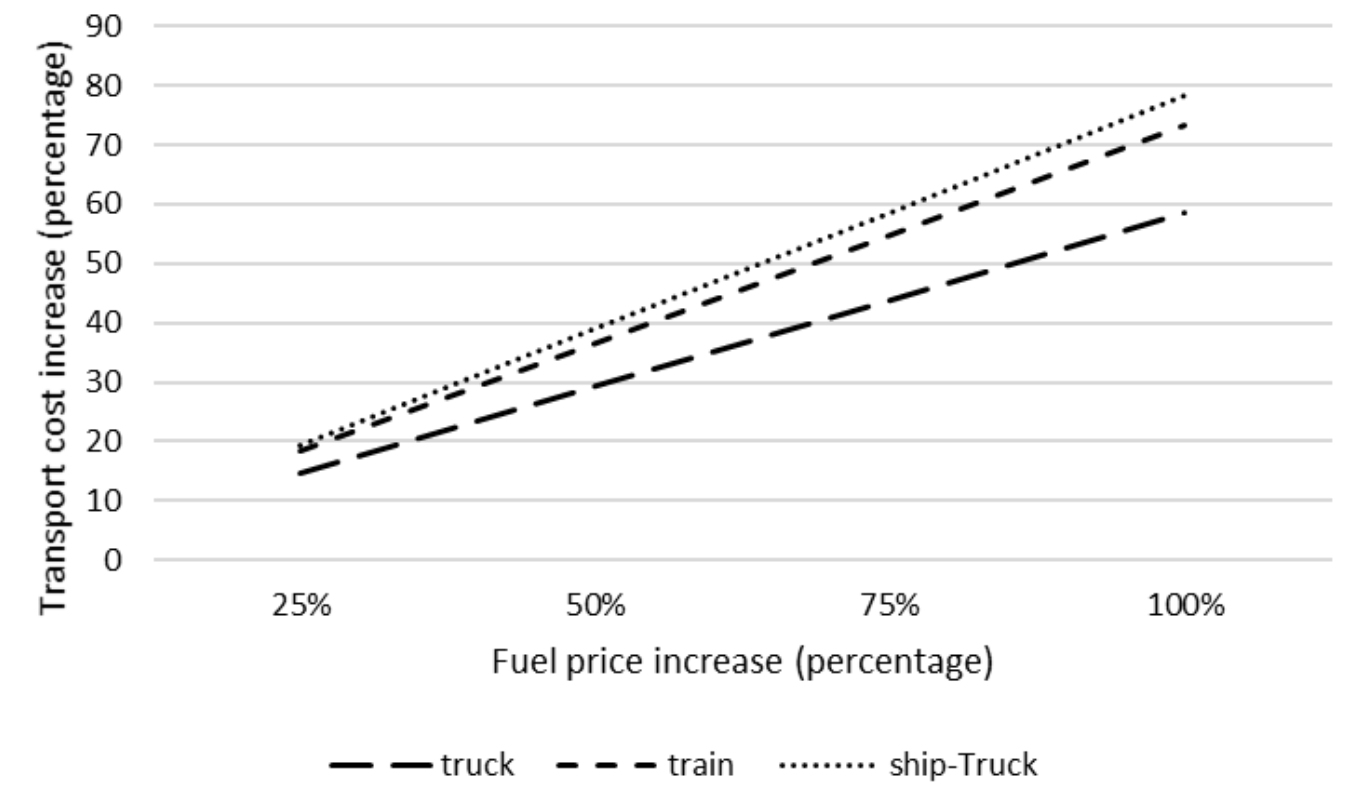 Transport cost increase (percentage)
90
80
70
60
50
40
30
20
10
0
25% 50% 75% 100%
Fuel price increase (percentage)
truck train ship-Truck